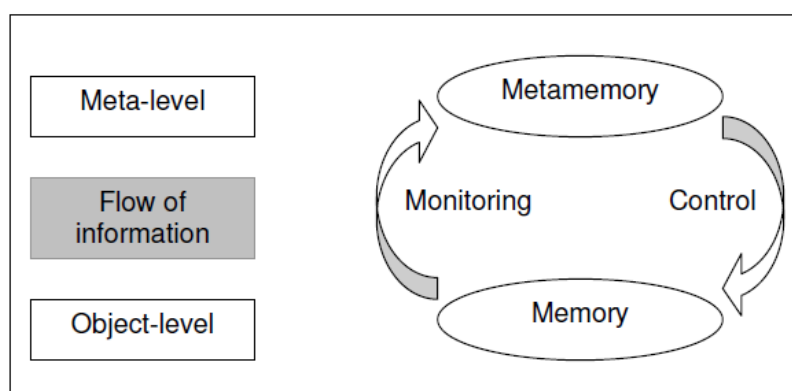 Meta-level
Metamemory
Flow of
information
Monitoring
Control
Object-level
Memory